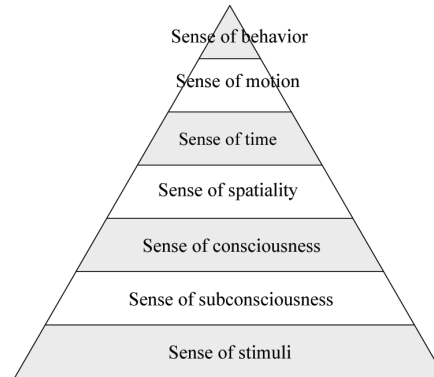 Sense of behavior
Sense of motion
Sense of time
Sense of spatiality
Sense of consciousness
Sense of subconsciousness
Sense of stimuli